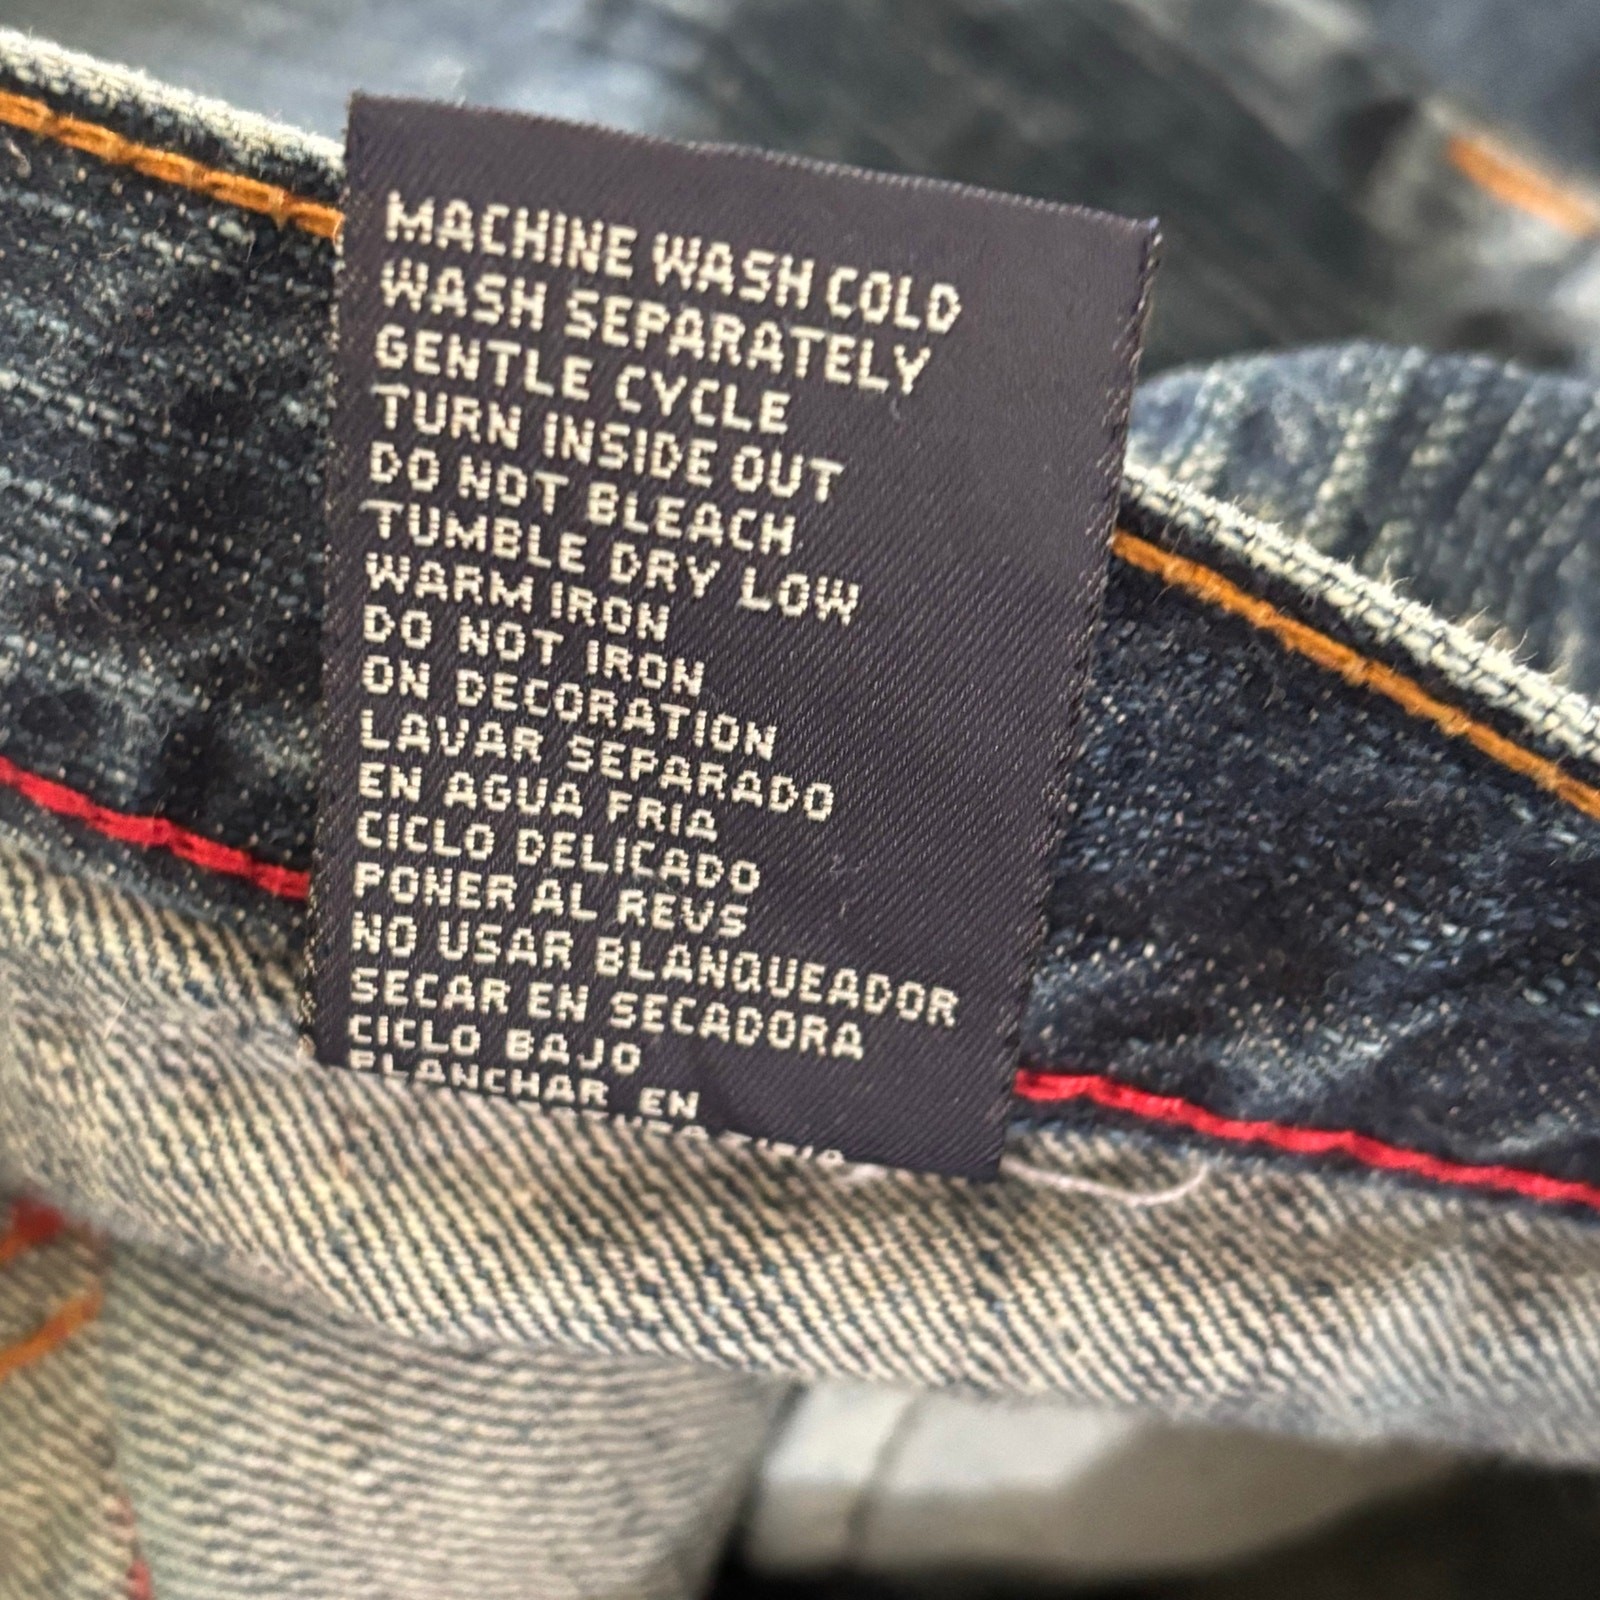 MACHINE WASH COLD
WASH SEPARATELY
GENTLE CYCLE
TURN INSIDE OUT
DO NOT BLEACH
TUMBLE DRY LOW
WARM IRON
DO NOT IRON
ON DECORATION
LAVAR SEPARADO
EN AGUA FRIA
CICLO DELICADO
PONER AL REVS
NO USAR BLANQUEADOR
SECAR EN SECADORA
CICLO BAJO
PLANCHAR EN